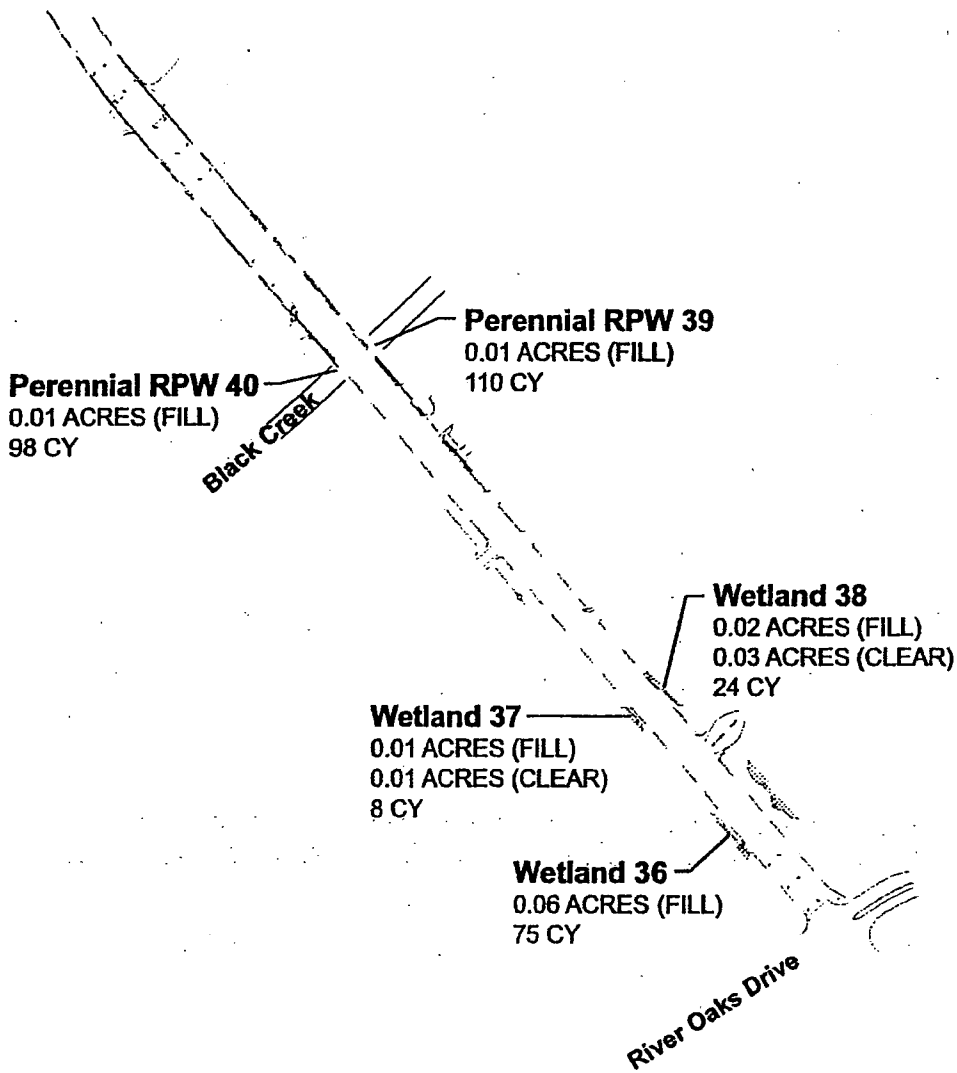 Perennial RPW 39
0.01 ACRES (FILL)
110 CY
Perennial RPW 40
0.01 ACRES (FILL)
98 CY
Black Creek
Wetland 38
0.02 ACRES (FILL)
0.03 ACRES (CLEAR)
24 CY
Wetland 37
0.01 ACRES (FILL)
0.01 ACRES (CLEAR)
8 CY
Wetland 36
0.06 ACRES (FILL)
75 CY
River Oaks Drive